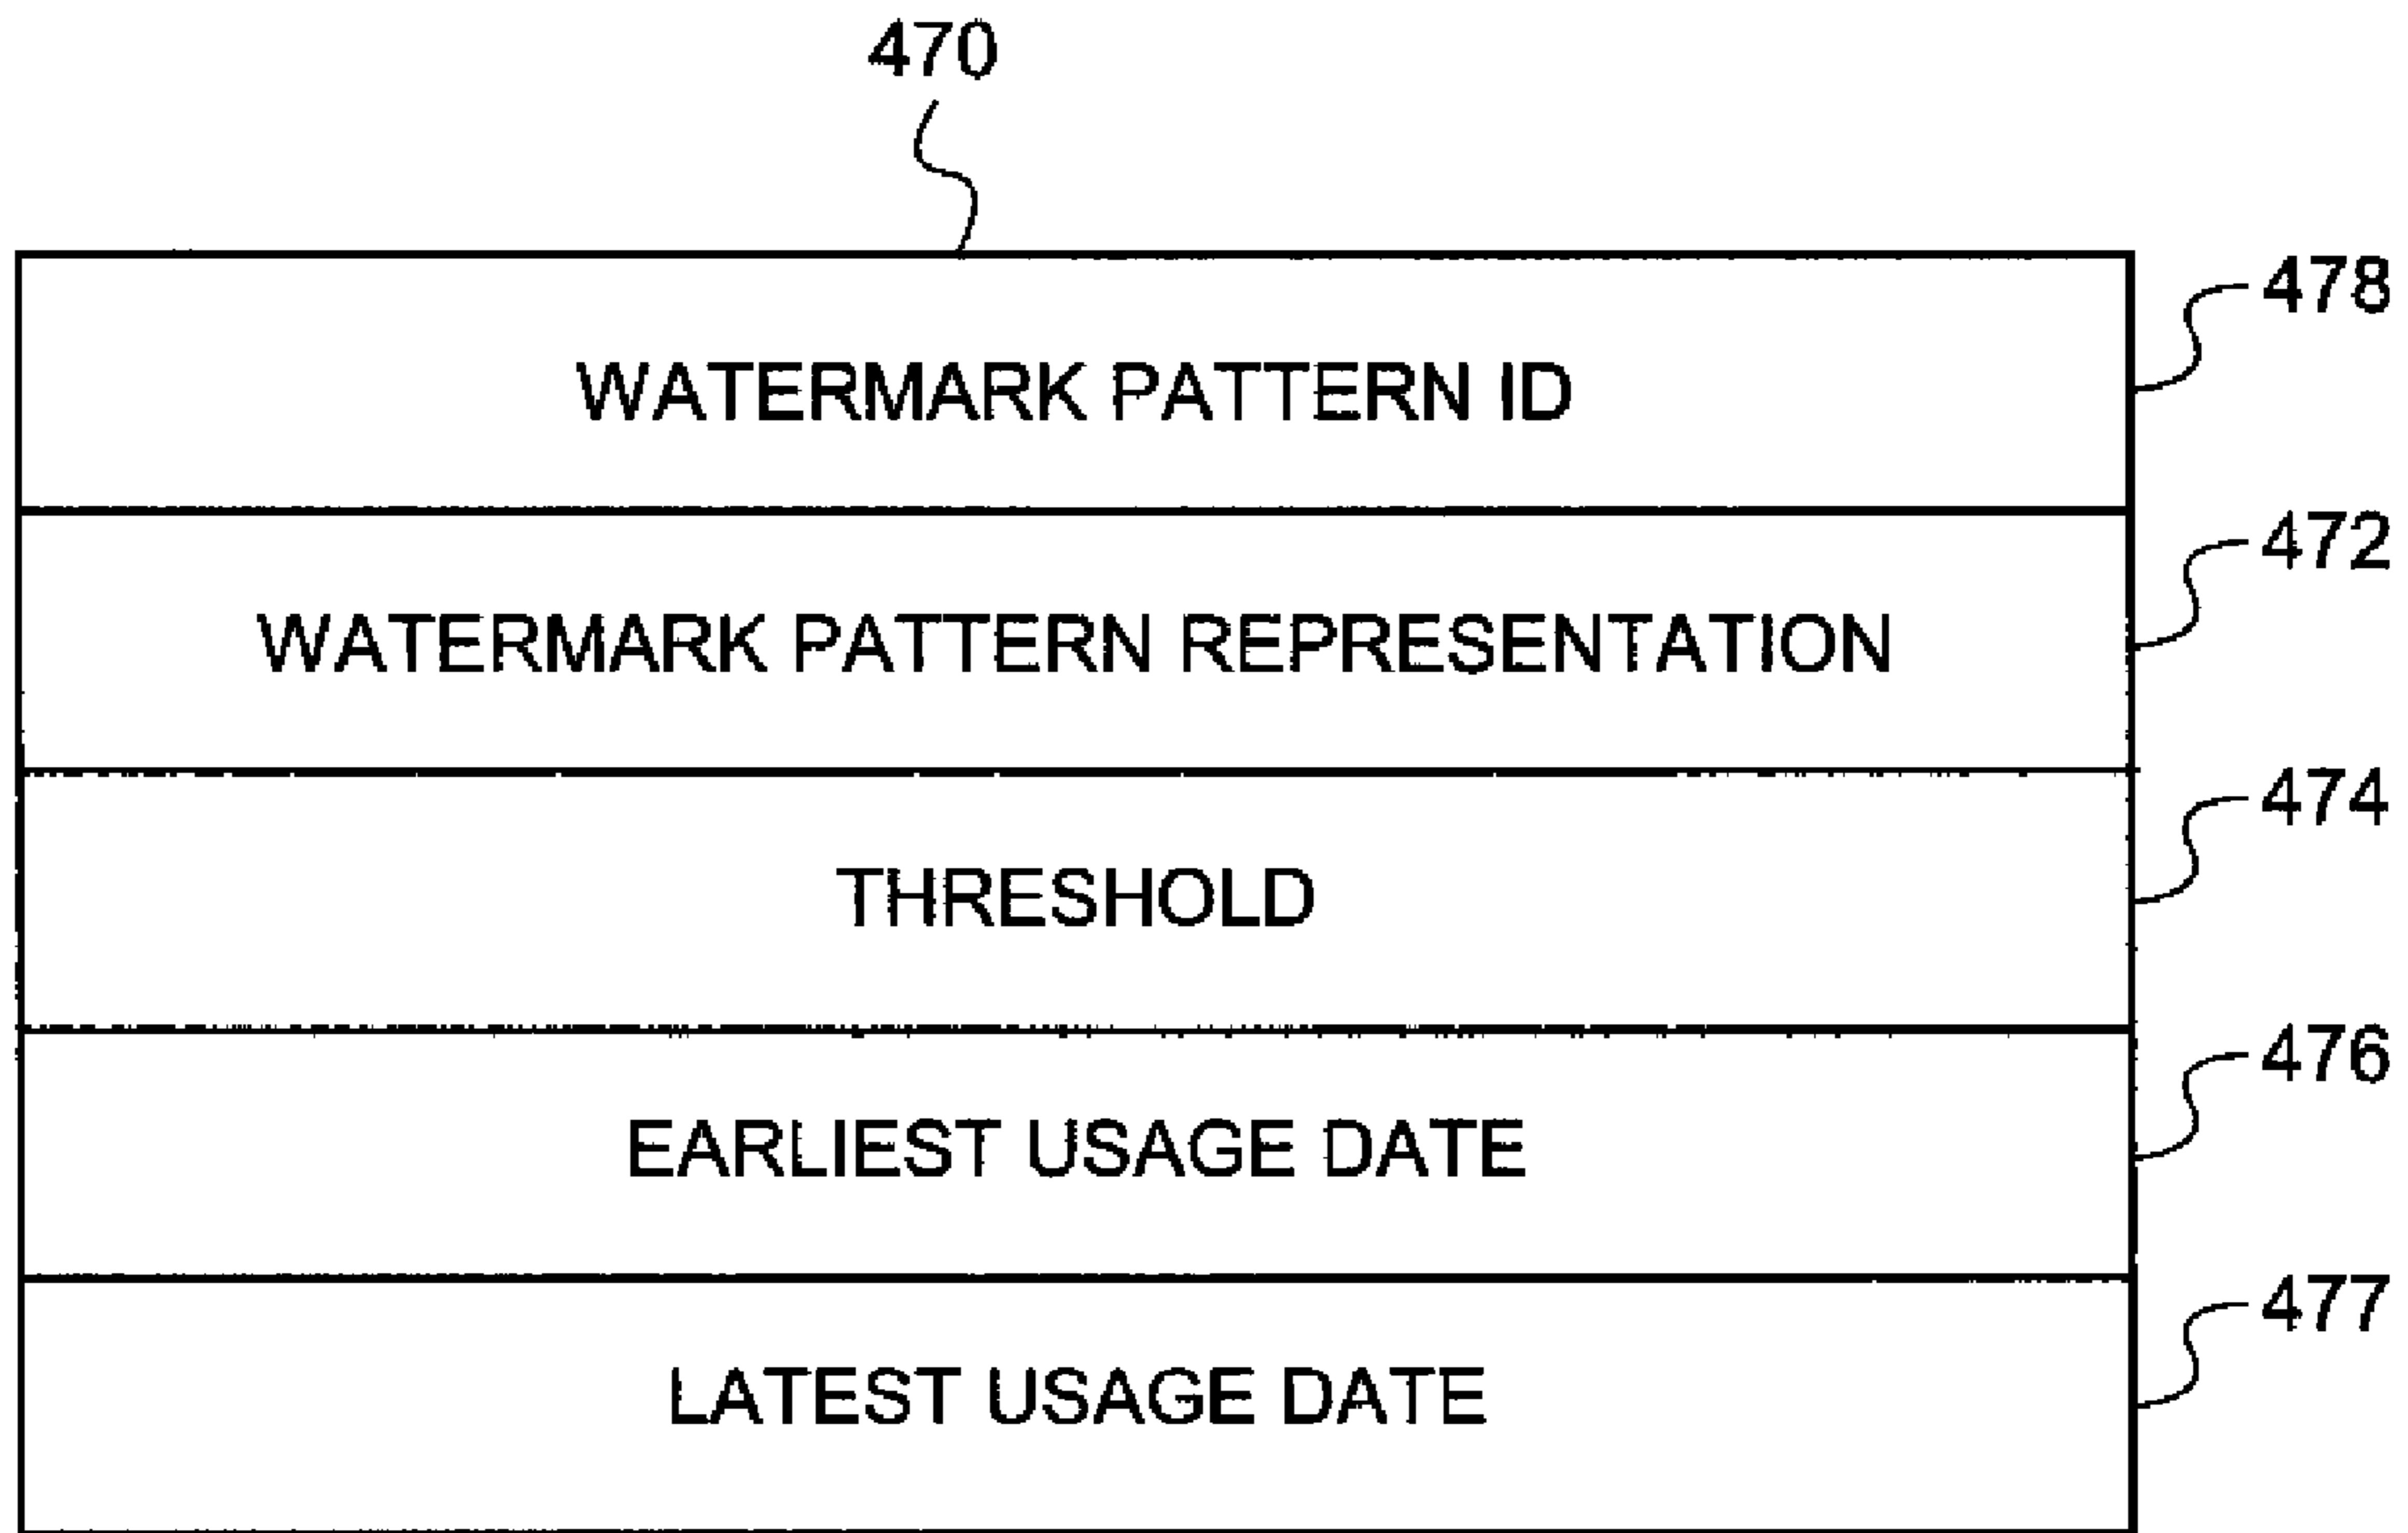 470
WATERMARK PATTERN ID
478
WATERMARK PATTERN REPRESENTATION
472
THRESHOLD
474
EARLIEST USAGE DATE
476
LATEST USAGE DATE
477